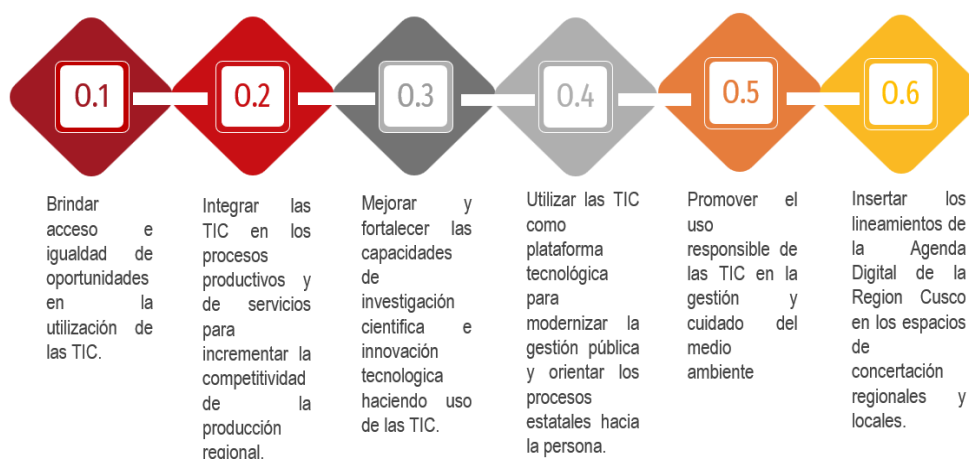 0.1
Brindar
acceso e
igualdad de
oportunidades
en la
utilización de
las TIC.
0.2
Integrar las
TIC en los
procesos
productivos y
de servicios
para
incrementar la
competitividad
de la
producción
regional.
0.3
Mejorar y
fortalecer las
capacidades
de
investigación
cientifica e
innovación
tecnologica
haciendo uso
de las TIC.
0.4
Utilizar las TIC
como
plataforma
tecnológica
para
modernizar la
gestión pública
y orientar los
procesos
estatales hacia
la persona.
0.5
Promover el
uso
responsible de
las TIC en la
gestión y
cuidado del
medio
ambiente
0.6
Insertar los
lineamientos de
la Agenda
Digital de la
Region Cusco
en los espacios
de
concertación
regionales y
locales.